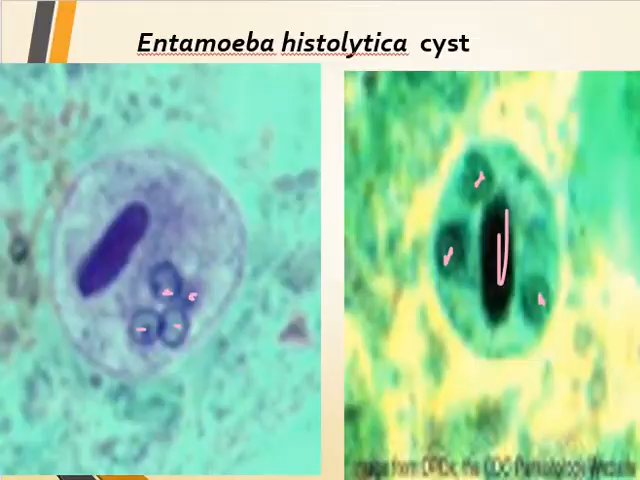 Entamoeba histolytica cyst
Image from DPDx, the CDC Parasitology Website